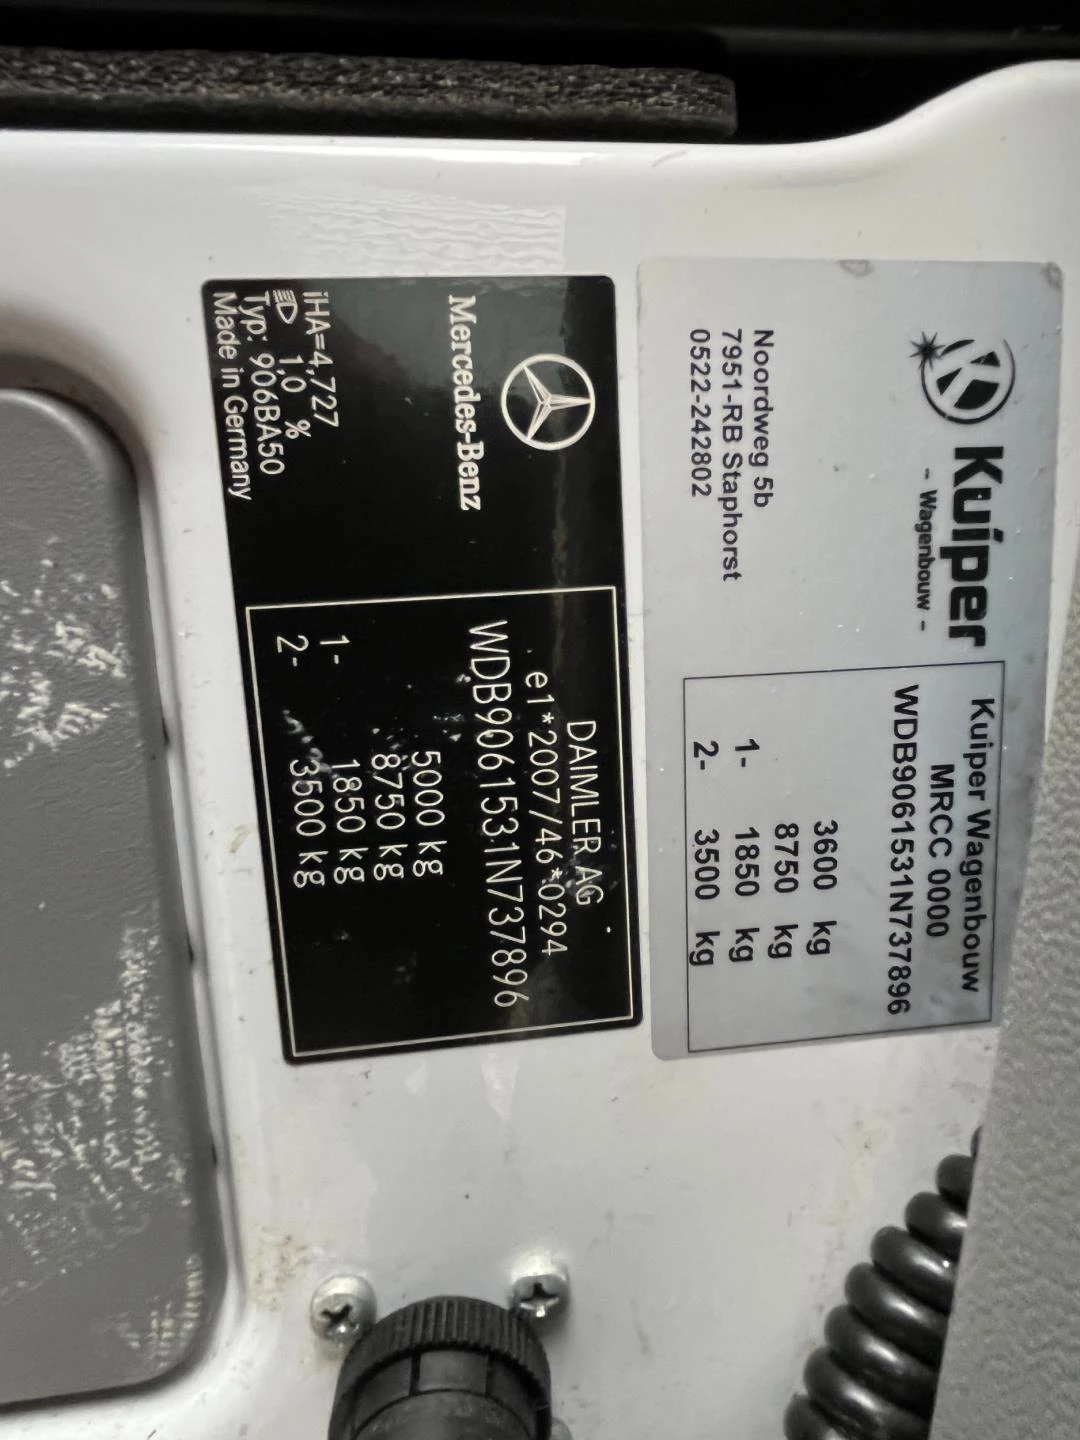 Kuiper
- Wagenbouw -
Noordweg 5b
7951-RB Staphorst
0522-242802
Kuiper Wagenbouw
MRCC 0000
WDB9061531N737896
3600 kg
8750 kg
1- 1850 kg
2- 3500 kg
Mercedes-Benz
iHA=4,727
1,0 %
Typ: 906BA50
Made in Germany
DAIMLER AG
e1*2007/46*0294
WDB9061531N737896
5000 kg
8750 kg
1- 1850 kg
2- 3500 kg